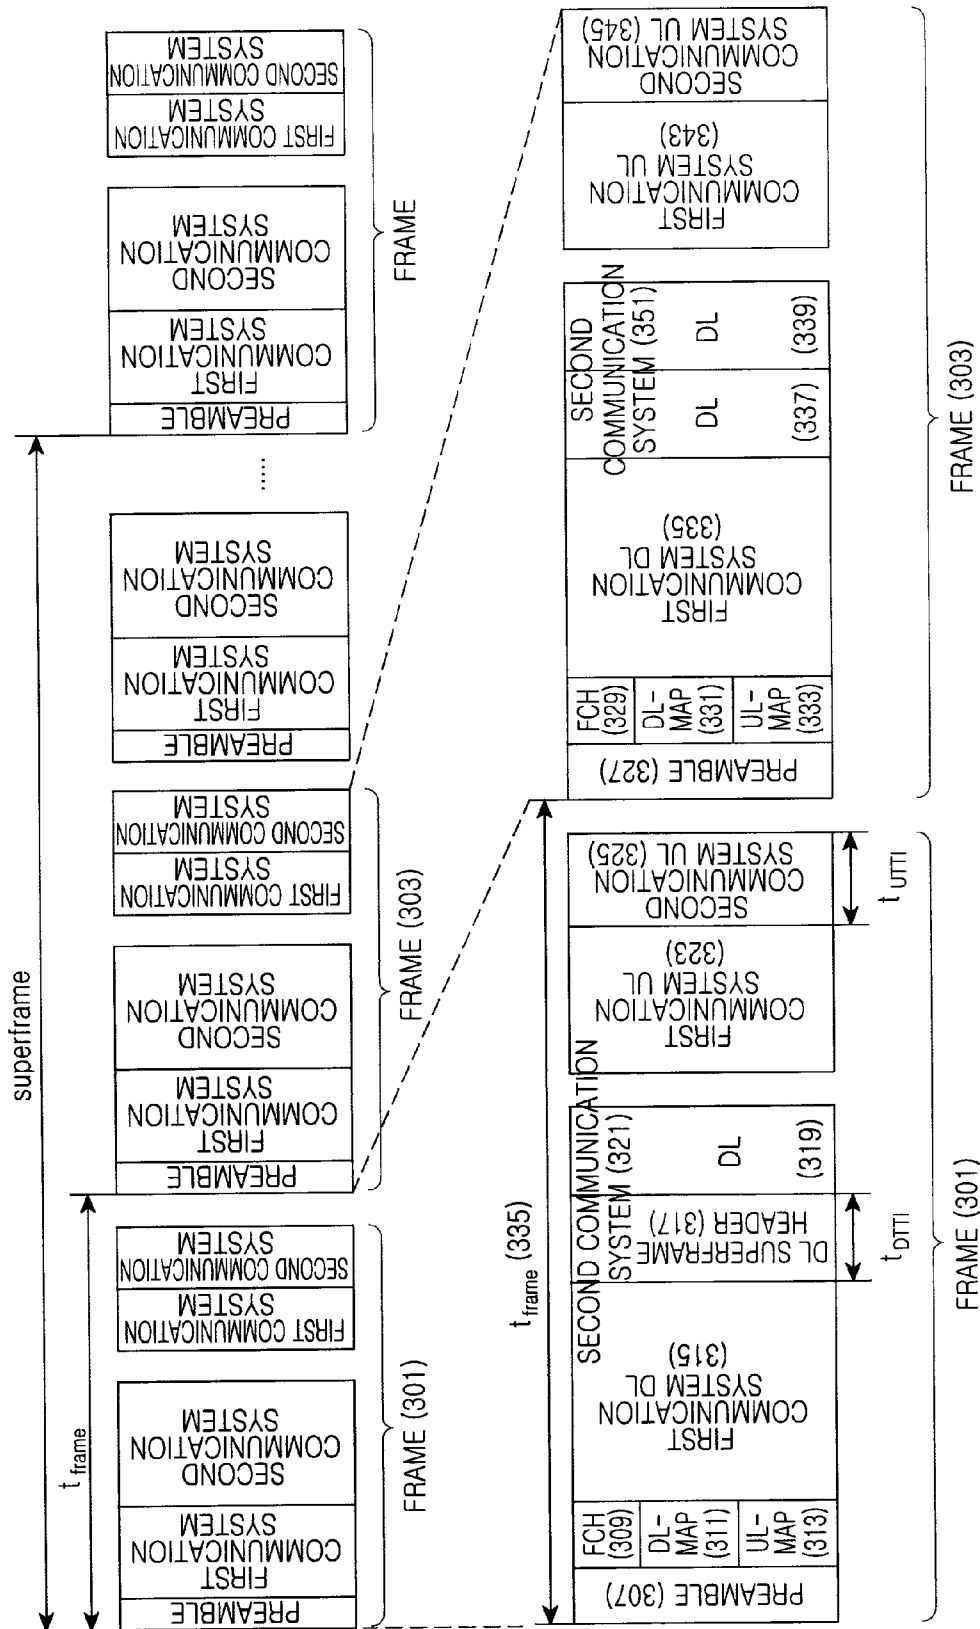 superframe
t frame
PREAMBLE
FIRST
COMMUNICATION
SYSTEM
SECOND
COMMUNICATION
SYSTEM
FIRST COMMUNICATION
SYSTEM
SECOND COMMUNICATION
SYSTEM
FRAME (301)
PREAMBLE
FIRST
COMMUNICATION
SYSTEM
SECOND
COMMUNICATION
SYSTEM
FIRST COMMUNICATION
SYSTEM
SECOND COMMUNICATION
SYSTEM
FRAME (303)
PREAMBLE
FIRST
COMMUNICATION
SYSTEM
SECOND
COMMUNICATION
SYSTEM
......
PREAMBLE
FIRST
COMMUNICATION
SYSTEM
SECOND
COMMUNICATION
SYSTEM
FIRST COMMUNICATION
SYSTEM
SECOND COMMUNICATION
SYSTEM
FRAME
t frame (335)
PREAMBLE (307)
FCH
(309)
DL-
MAP
(311)
UL-
MAP
(313)
FIRST
COMMUNICATION
SYSTEM DL
(315)
SECOND COMMUNICATION
SYSTEM (321)
DL SUPERFRAME
HEADER (317)
DL
(319)
FIRST
COMMUNICATION
SYSTEM UL
(323)
SECOND
COMMUNICATION
SYSTEM UL (325)
t DTTI
t UTTI
FRAME (301)
PREAMBLE (327)
FCH
(329)
DL-
MAP
(331)
UL-
MAP
(333)
FIRST
COMMUNICATION
SYSTEM DL
(335)
SECOND
COMMUNICATION
SYSTEM (351)
DL
(337)
DL
(339)
FIRST
COMMUNICATION
SYSTEM UL
(343)
SECOND
COMMUNICATION
SYSTEM UL (345)
FRAME (303)